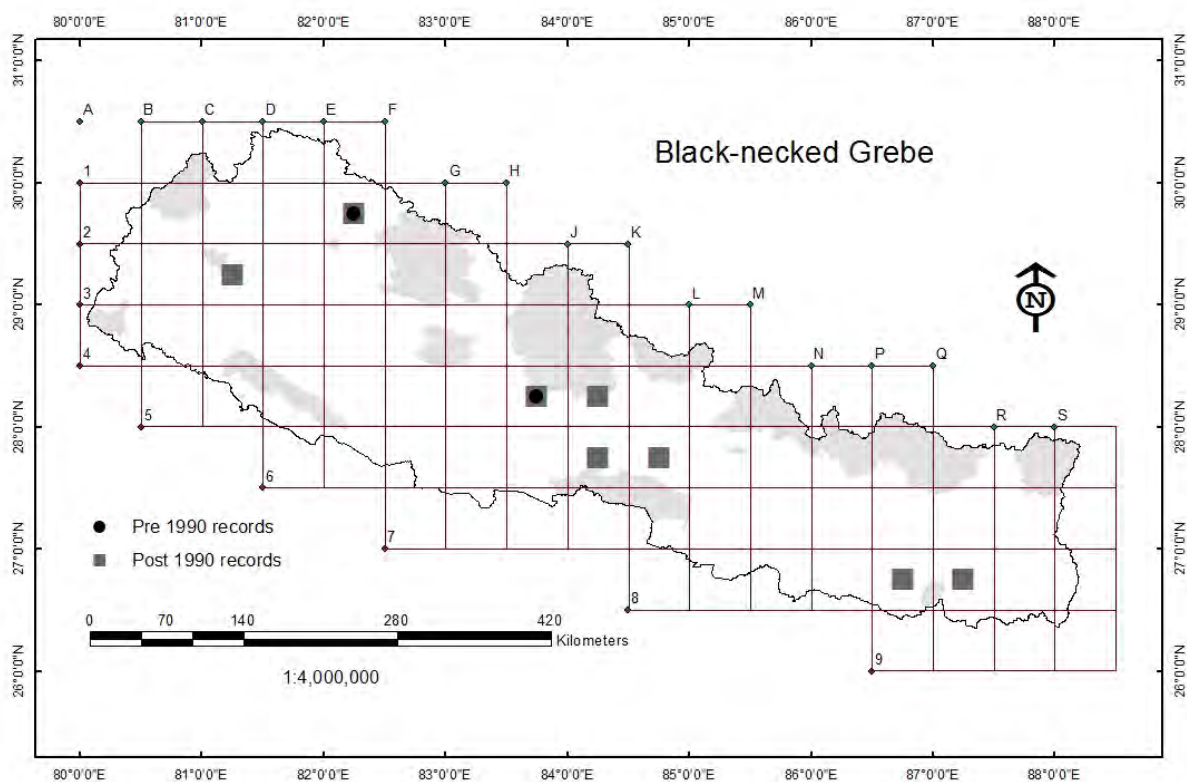 80°0'0"E 81°0'0"E 82°0'0"E 83°0'0"E 84°0'0"E 85°0'0"E 86°0'0"E 87°0'0"E 88°0'0"E
31°0'0"N 31°0'0"N
A B C D E F
Black-necked Grebe
30°0'0"N 1 G H 30°0'0"N
2 J K
N
29°0'0"N 3 L M 29°0'0"N
4 N P Q
28°0'0"N 5 R S 28°0'0"N
6
Pre 1990 records
Post 1990 records
27°0'0"N 7 27°0'0"N
8
0 70 140 280 420
Kilometers
1:4,000,000
26°0'0"N 9 26°0'0"N
80°0'0"E 81°0'0"E 82°0'0"E 83°0'0"E 84°0'0"E 85°0'0"E 86°0'0"E 87°0'0"E 88°0'0"E